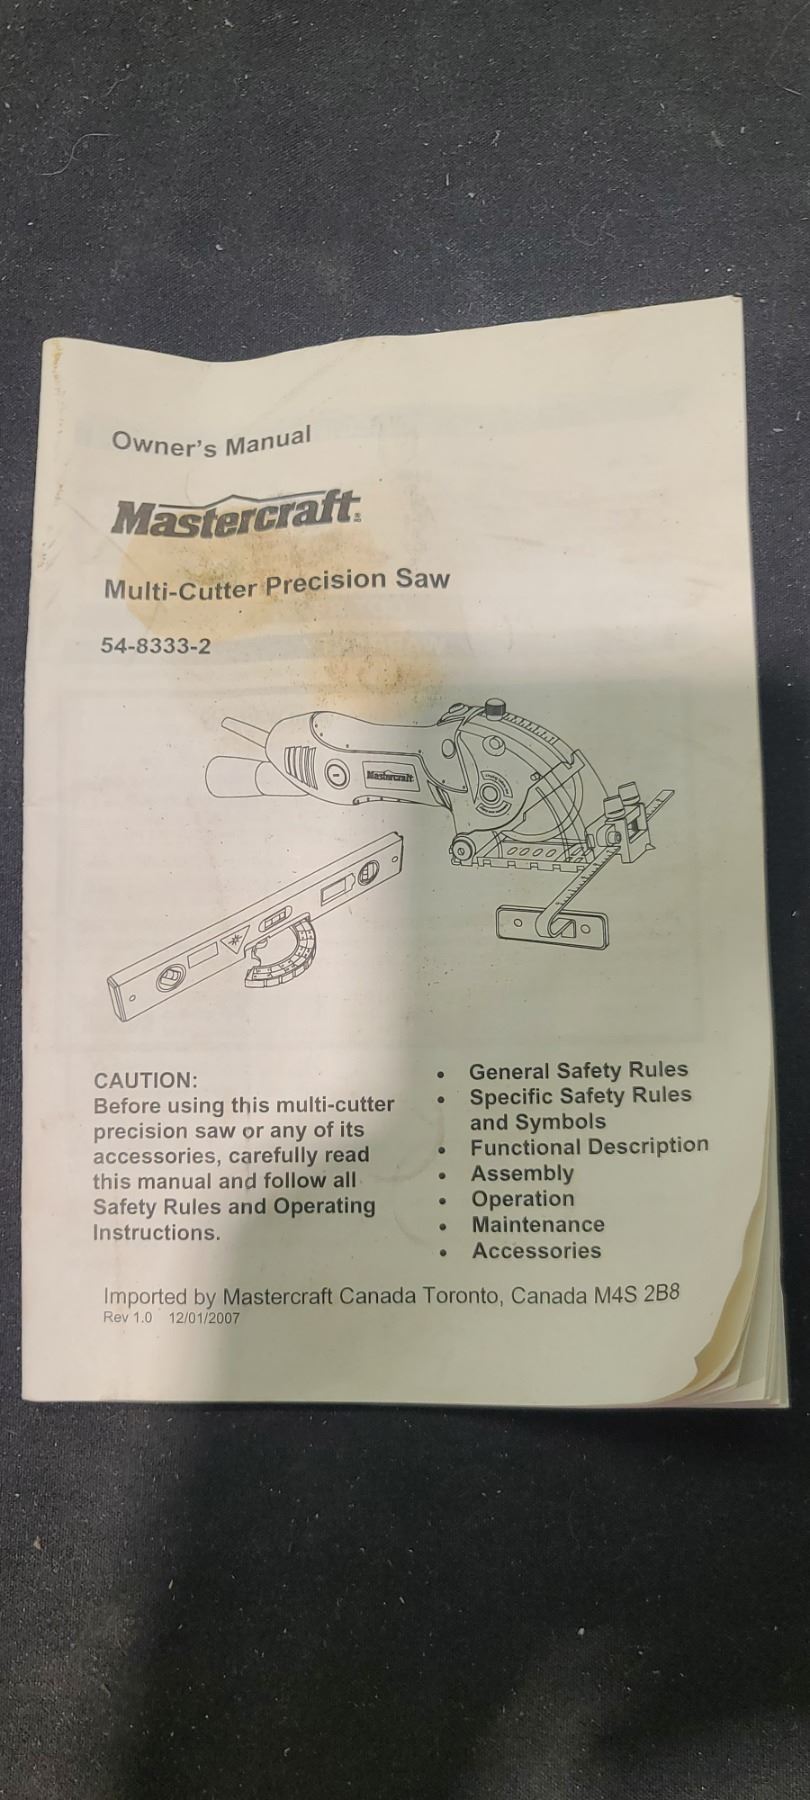 Owner's Manual
Mastercraft®
Multi-Cutter Precision Saw
54-8333-2
Mastercraft
CAUTION:
Before using this multi-cutter
precision saw or any of its
accessories, carefully read
this manual and follow all
Safety Rules and Operating
Instructions.
• General Safety Rules
• Specific Safety Rules
and Symbols
• Functional Description
• Assembly
• Operation
• Maintenance
• Accessories
Imported by Mastercraft Canada Toronto, Canada M4S 2B8
Rev 1.0 12/01/2007